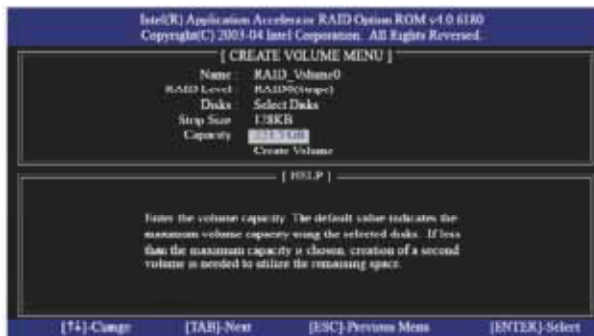 Intel(R) Application Accelerator RAID Option ROM v4.0.6180
Copyright(C) 2003-04 Intel Corporation. All Rights Reversed.
[ CREATE VOLUME MENU ]
Name : RAID_Volume0
RAID Level : RAID0(Stripe)
Disks : Select Disks
Strip Size : 128KB
Capacity :
Create Volume
[ HELP ]
Enter the volume capacity. The default value indicates the
maximum volume capacity using the selected disks. If less
than the maximum capacity is chosen, creation of a second
volume is needed to utilize the remaining space.
[↑↓]-Change [TAB]-Next [ESC]-Previous Menu [ENTER]-Select